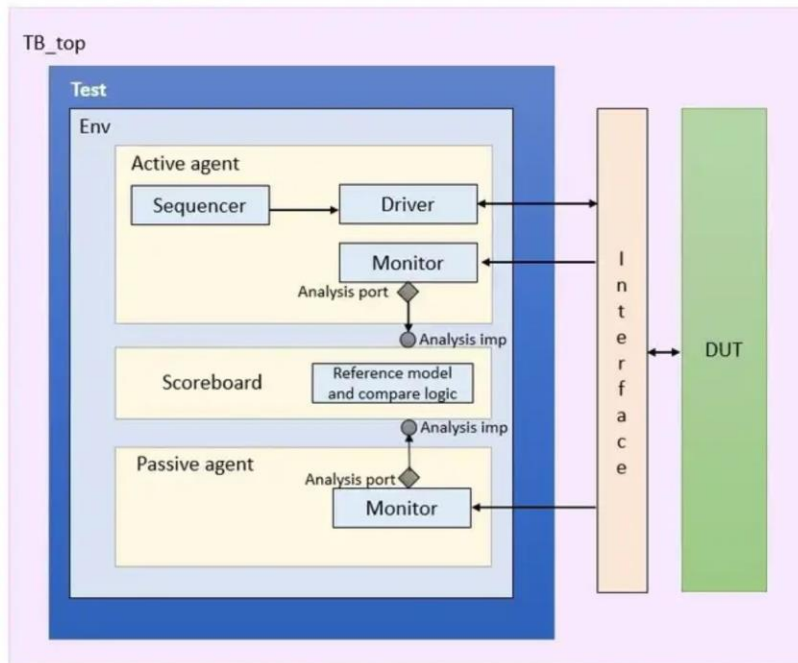 TB_top
Test
Env
Active agent
Sequencer
Driver
Monitor
Analysis port
Analysis imp
Scoreboard
Reference model
and compare logic
Analysis imp
Passive agent
Analysis port
Monitor
Interface
DUT